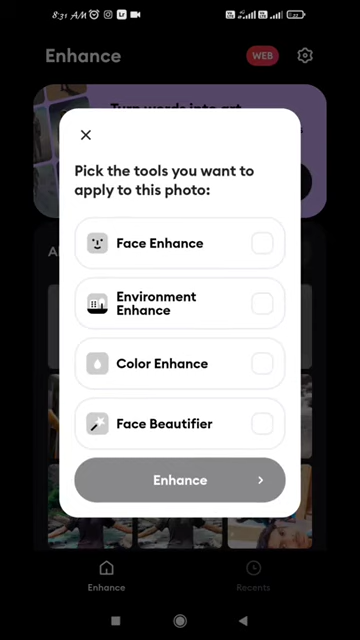 8:31 AM
Enhance
WEB
Turn words into art
Pick the tools you want to
apply to this photo:
Face Enhance
Environment
Enhance
Color Enhance
Face Beautifier
Enhance
Enhance
Recents